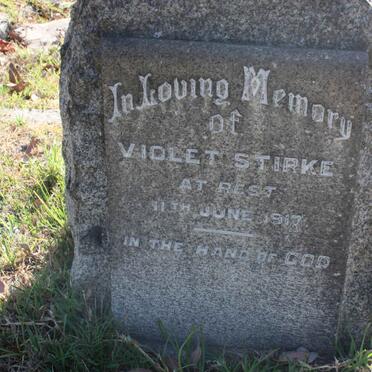 In Loving Memory
of
VIOLET STIRKE
AT REST
11TH JUNE 1917
IN THE HAND OF GOD